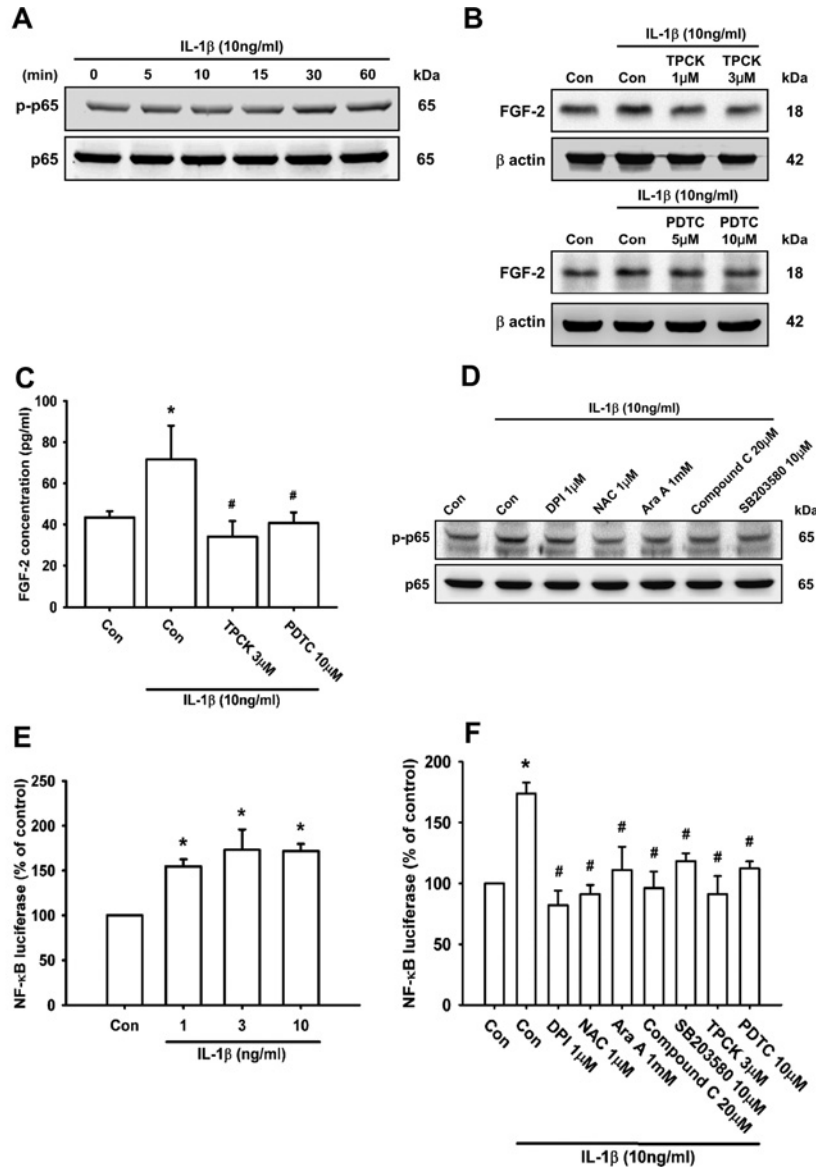 A
IL-1β (10ng/ml)
(min) 0 5 10 15 30 60 kDa
p-p65 65
p65 65
B
IL-1β (10ng/ml)
TPCK TPCK
Con Con 1μM 3μM kDa
FGF-2 18
β actin 42
IL-1β (10ng/ml)
PDTC PDTC
Con Con 5μM 10μM kDa
FGF-2 18
β actin 42
C
FGF-2 concentration (pg/ml)
100
80
60
40
20
0
* # #
Con Con TPCK 3μM PDTC 10μM
IL-1β (10ng/ml)
D
IL-1β (10ng/ml)
Con Con DPI 1μM NAC 1μM Ara A 1mM Compound C 20μM SB203580 10μM kDa
p-p65 65
p65 65
E
NF-κB luciferase (% of control)
250
200
150
100
50
0
* * *
Con 1 3 10
IL-1β (ng/ml)
F
NF-κB luciferase (% of control)
200
150
100
50
0
* # # # # # # #
Con Con DPI 1μM NAC 1μM Ara A 1mM Compound C 20μM SB203580 10μM TPCK 3μM PDTC 10μM
IL-1β (10ng/ml)